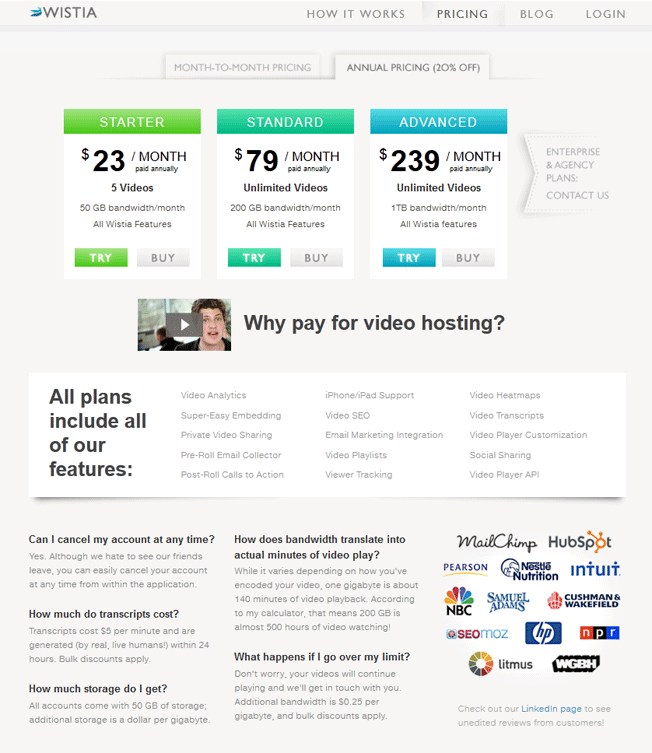 WISTIA
HOW IT WORKS
PRICING
BLOG
LOGIN
MONTH-TO-MONTH PRICING
ANNUAL PRICING (20% OFF)
STARTER
$23 / MONTH
paid annually
5 Videos
50 GB bandwidth/month
All Wistia Features
TRY
BUY
STANDARD
$79 / MONTH
paid annually
Unlimited Videos
200 GB bandwidth/month
All Wistia Features
TRY
BUY
ADVANCED
$239 / MONTH
paid annually
Unlimited Videos
1TB bandwidth/month
All Wistia features
TRY
BUY
ENTERPRISE
& AGENCY
PLANS:
CONTACT US
Why pay for video hosting?
All plans
include all
of our
features:
Video Analytics
Super-Easy Embedding
Private Video Sharing
Pre-Roll Email Collector
Post-Roll Calls to Action
iPhone/iPad Support
Video SEO
Email Marketing Integration
Video Playlists
Viewer Tracking
Video Heatmaps
Video Transcripts
Video Player Customization
Social Sharing
Video Player API
Can I cancel my account at any time?
Yes. Although we hate to see our friends
leave, you can easily cancel your account
at any time from within the application.
How much do transcripts cost?
Transcripts cost $5 per minute and are
generated (by real, live humans!) within 24
hours. Bulk discounts apply.
How much storage do I get?
All accounts come with 50 GB of storage;
additional storage is a dollar per gigabyte.
How does bandwidth translate into
actual minutes of video play?
While it varies depending on how you've
encoded your video, one gigabyte is about
140 minutes of video playback. According to
my calculator, that means 200 GB is
almost 500 hours of video watching!
What happens if I go over my limit?
Don't worry, your videos will continue
playing and we'll get in touch with you.
Additional bandwidth is $0.25 per
gigabyte, and bulk discounts apply.
MailChimp
HubSpot
PEARSON
Nestlé
Nutrition
intuit
NBC
SAMUEL
ADAMS
CUSHMAN &
WAKEFIELD
SEOmoz
hp
npr
litmus
WGBH
Check out our LinkedIn page to see
unedited reviews from customers!